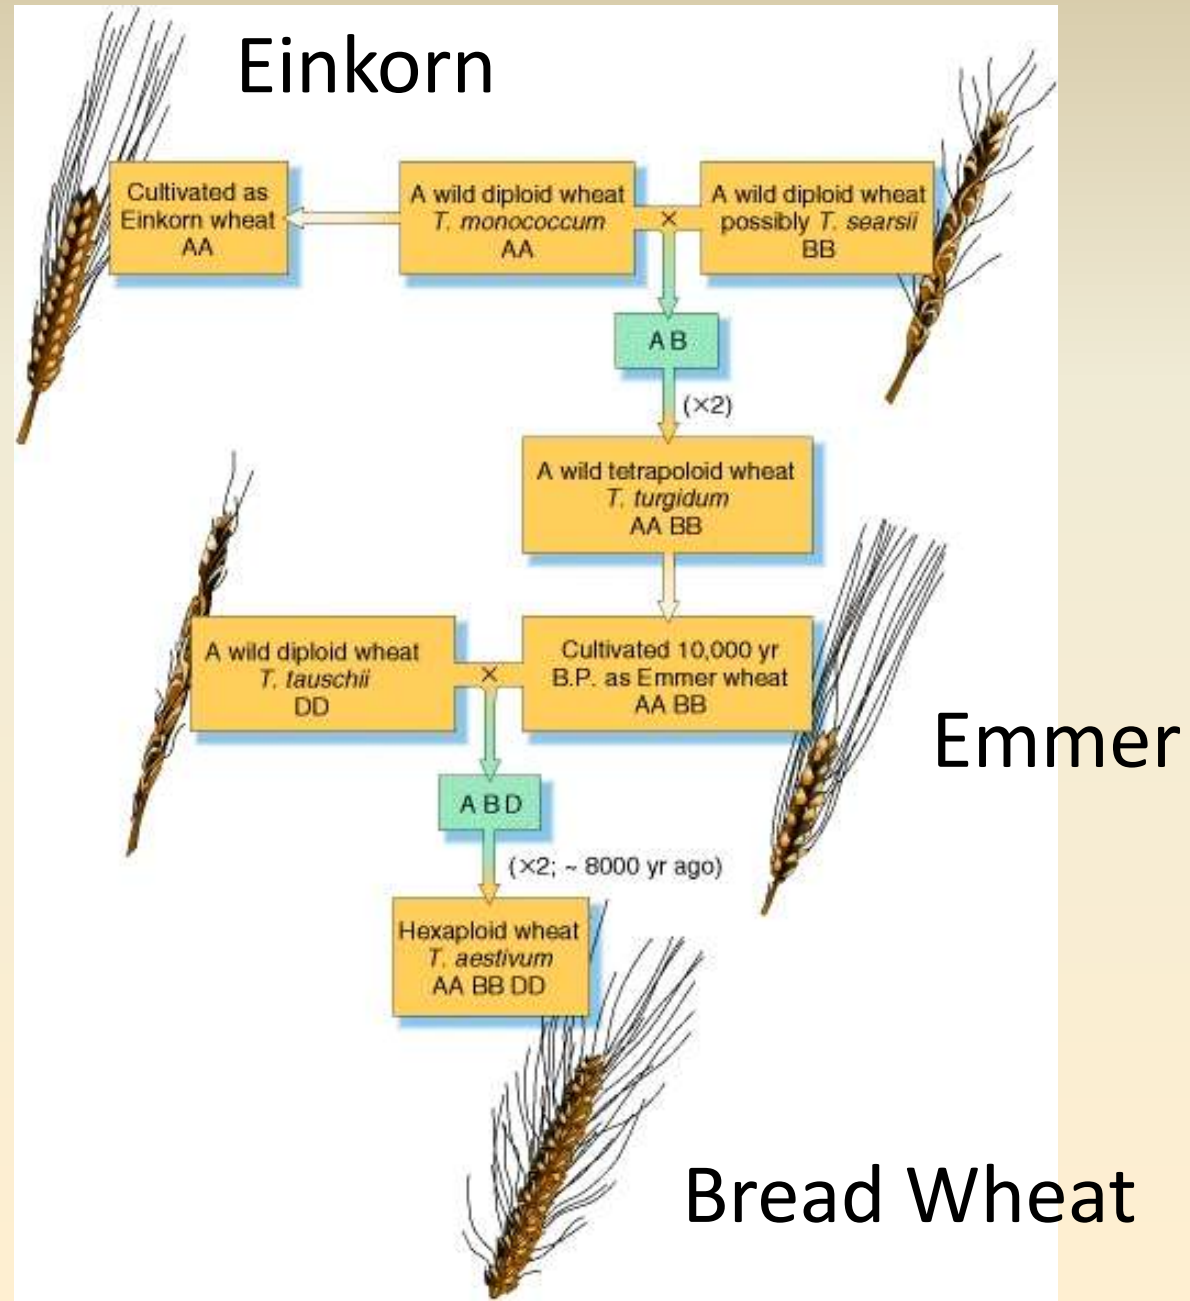 Einkorn
Cultivated as
Einkorn wheat
AA
A wild diploid wheat
T. monococcum
AA
×
A wild diploid wheat
possibly T. searsii
BB
A B
(×2)
A wild tetrapoloid wheat
T. turgidum
AA BB
A wild diploid wheat
T. tauschii
DD
×
Cultivated 10,000 yr
B.P. as Emmer wheat
AA BB
Emmer
A B D
(×2; ~ 8000 yr ago)
Hexaploid wheat
T. aestivum
AA BB DD
Bread Wheat